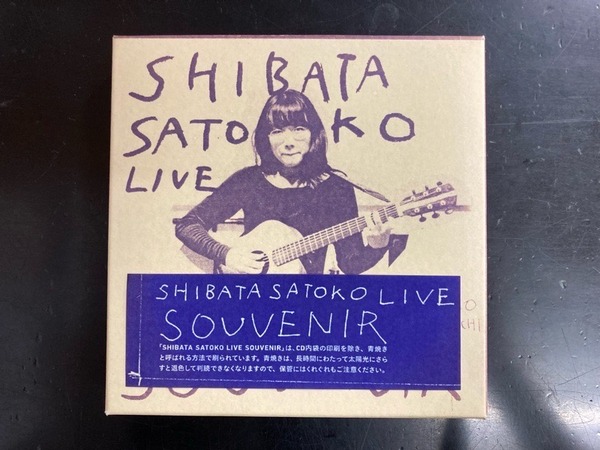 SHIBATA
SATOKO
LIVE
SHIBATA SATOKO LIVE
SOUVENIR
「SHIBATA SATOKO LIVE SOUVENIR」は、CD内袋の印刷を除き、青焼き
と呼ばれる方法で刷られています。青焼きは、長時間にわたって太陽光にさら
すと退色して判読できなくなりますので、保管にはくれぐれもご注意ください。